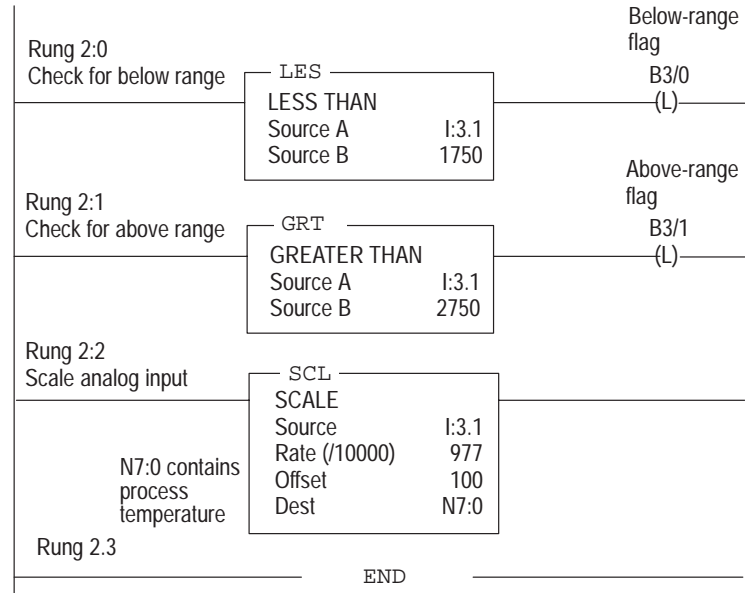 Below-range
flag
Rung 2:0
Check for below range
LES
LESS THAN
Source A I:3.1
Source B 1750
B3/0
(L)
Above-range
flag
Rung 2:1
Check for above range
GRT
GREATER THAN
Source A I:3.1
Source B 2750
B3/1
(L)
Rung 2:2
Scale analog input
SCL
SCALE
Source I:3.1
Rate (/10000) 977
Offset 100
Dest N7:0
N7:0 contains
process
temperature
Rung 2.3
END